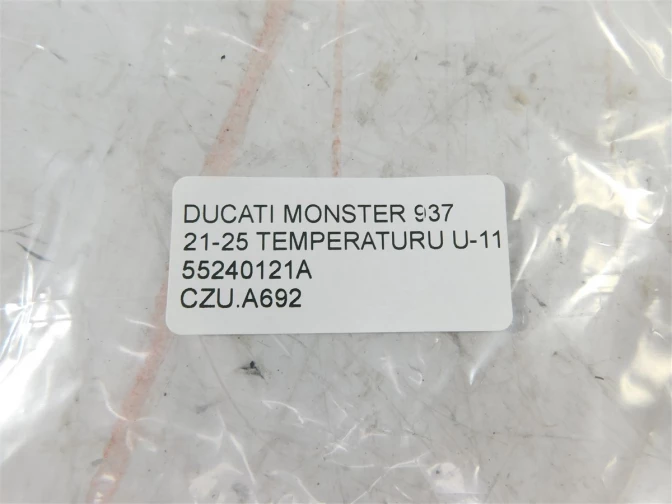 DUCATI MONSTER 937
21-25 TEMPERATURU U-11
55240121A
CZU.A692